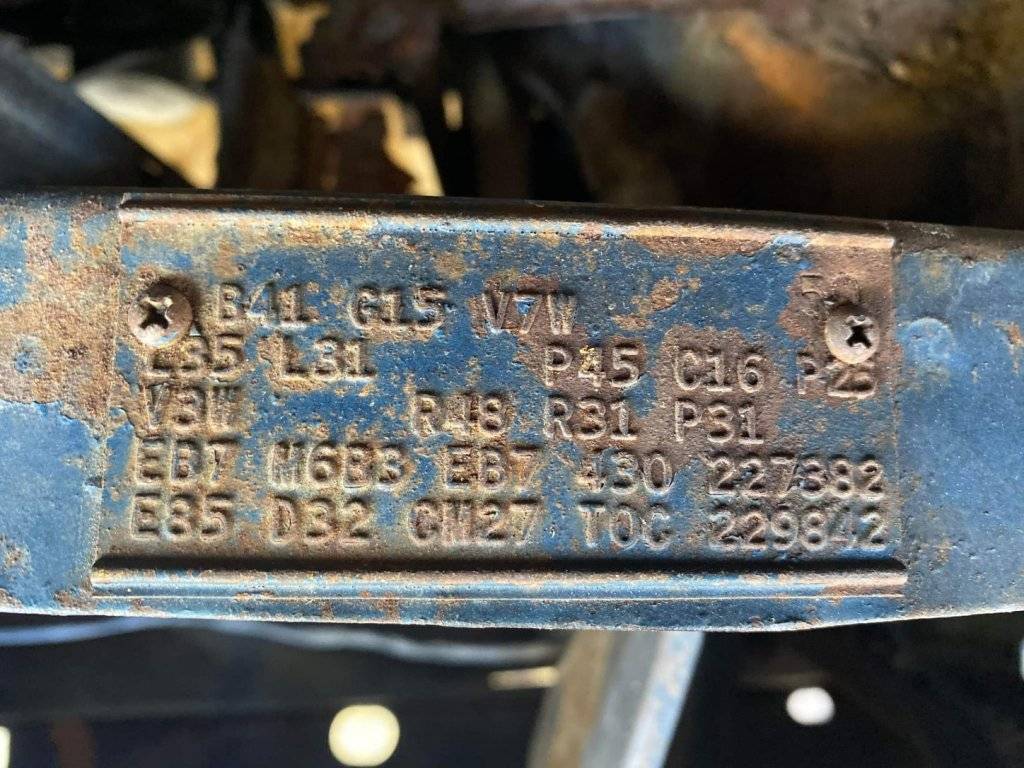 B41 G15 V7W
L35 L31 P45 C16 P25
V3W R48 R31 P31
EB7 M6B3 EB7 430 227382
E85 D32 CM27 TOC 229842